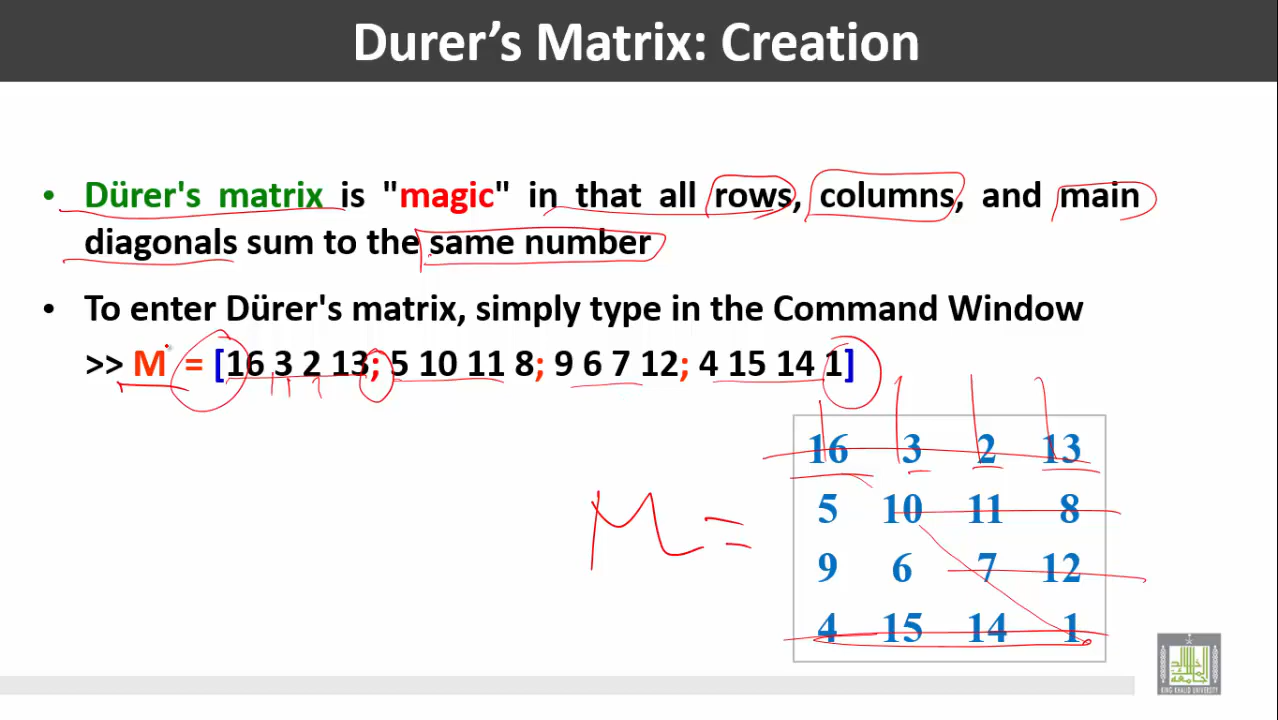 Durer’s Matrix: Creation
• Dürer's matrix is "magic" in that all rows, columns, and main
diagonals sum to the same number
• To enter Dürer's matrix, simply type in the Command Window
>> M = [16 3 2 13; 5 10 11 8; 9 6 7 12; 4 15 14 1]
M =
16 3 2 13
5 10 11 8
9 6 7 12
4 15 14 1
KING KHALID UNIVERSITY